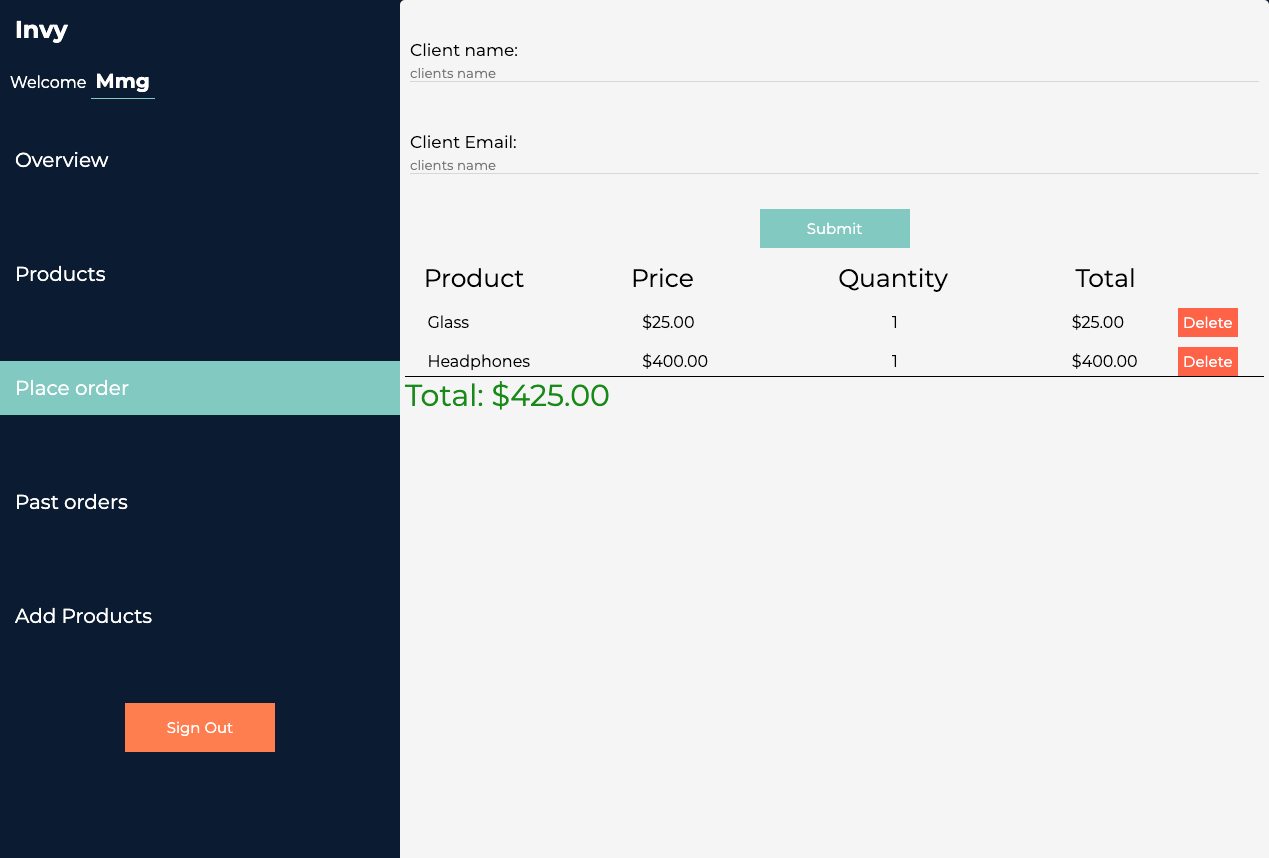 Invy
Welcome Mmg
Overview
Products
Place order
Past orders
Add Products
Sign Out
Client name:
clients name
Client Email:
clients name
Submit
Product Price Quantity Total
Glass $25.00 1 $25.00 Delete
Headphones $400.00 1 $400.00 Delete
Total: $425.00